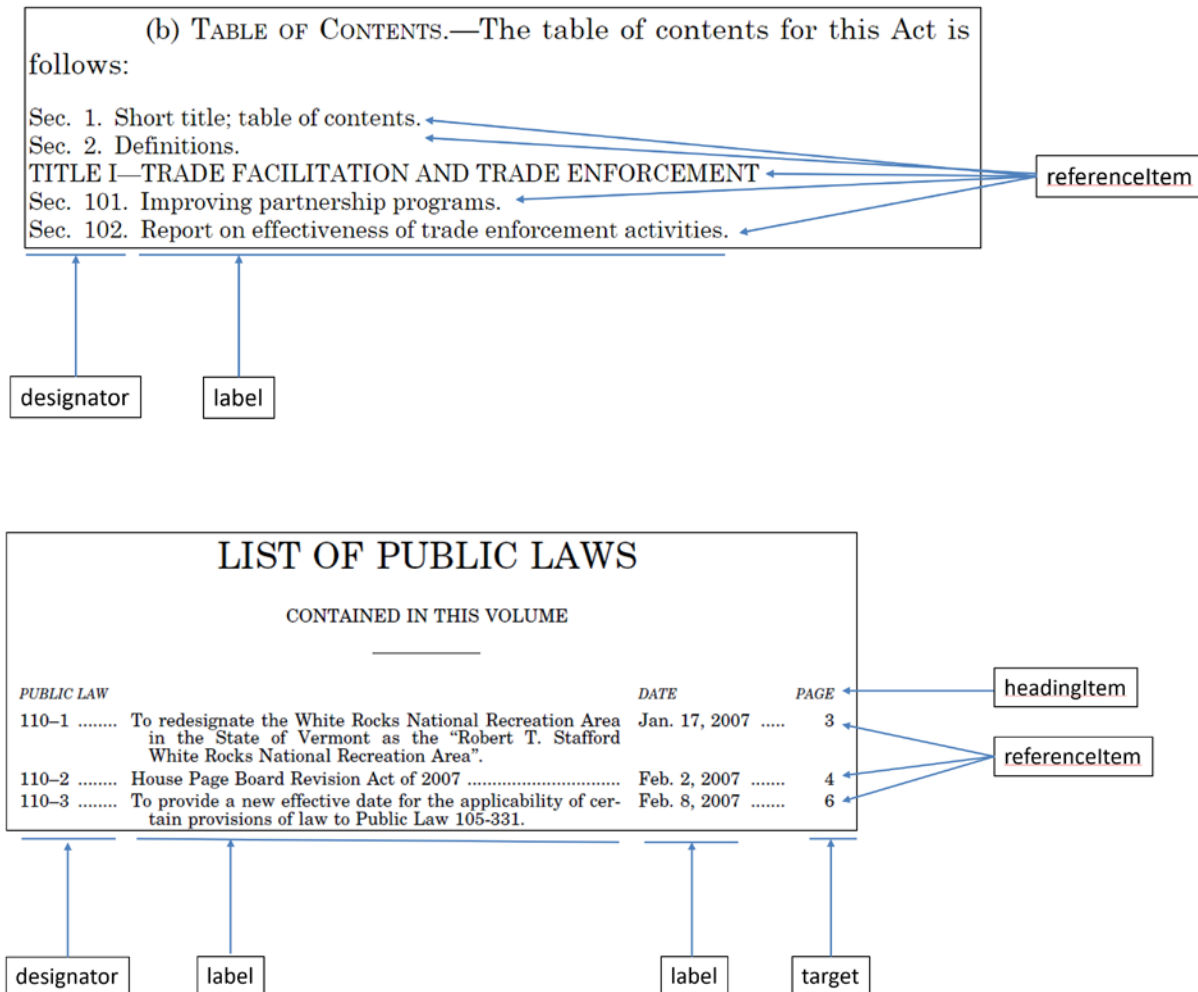 (b) TABLE OF CONTENTS.—The table of contents for this Act is
follows:
Sec. 1. Short title; table of contents.
Sec. 2. Definitions.
TITLE I—TRADE FACILITATION AND TRADE ENFORCEMENT
Sec. 101. Improving partnership programs.
Sec. 102. Report on effectiveness of trade enforcement activities.
referenceItem
designator label
LIST OF PUBLIC LAWS
CONTAINED IN THIS VOLUME
PUBLIC LAW DATE PAGE
headingItem
110–1 ........ To redesignate the White Rocks National Recreation Area Jan. 17, 2007 ..... 3
in the State of Vermont as the “Robert T. Stafford
White Rocks National Recreation Area”.
referenceItem
110–2 ........ House Page Board Revision Act of 2007 ............................ Feb. 2, 2007 ....... 4
110–3 ........ To provide a new effective date for the applicability of cer- Feb. 8, 2007 ....... 6
tain provisions of law to Public Law 105-331.
designator label label target